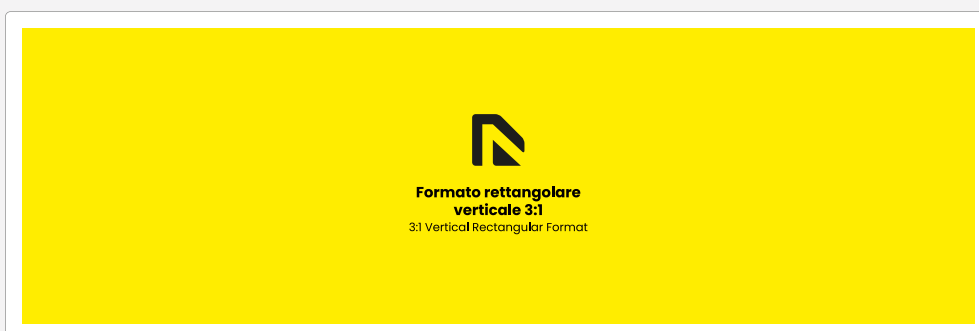 Formato rettangolare
verticale 3:1
3:1 Vertical Rectangular Format